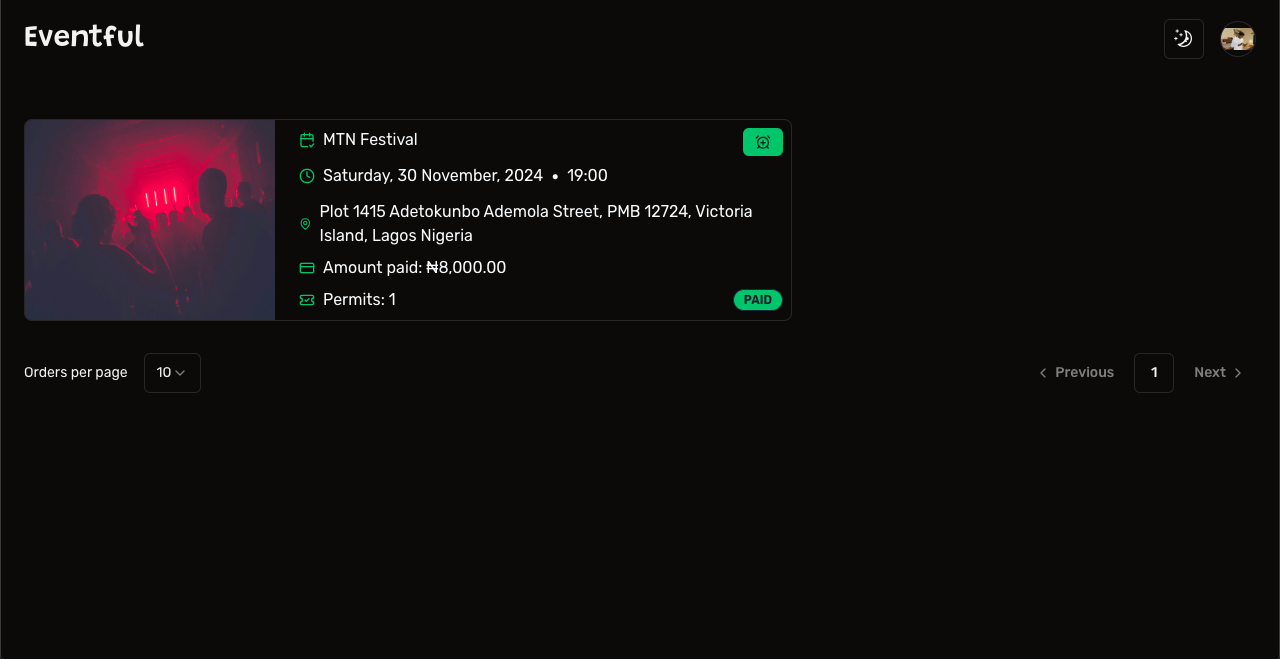 Eventful
MTN Festival
Saturday, 30 November, 2024 • 19:00
Plot 1415 Adetokunbo Ademola Street, PMB 12724, Victoria
Island, Lagos Nigeria
Amount paid: ₦8,000.00
Permits: 1
PAID
Orders per page
10
Previous
1
Next